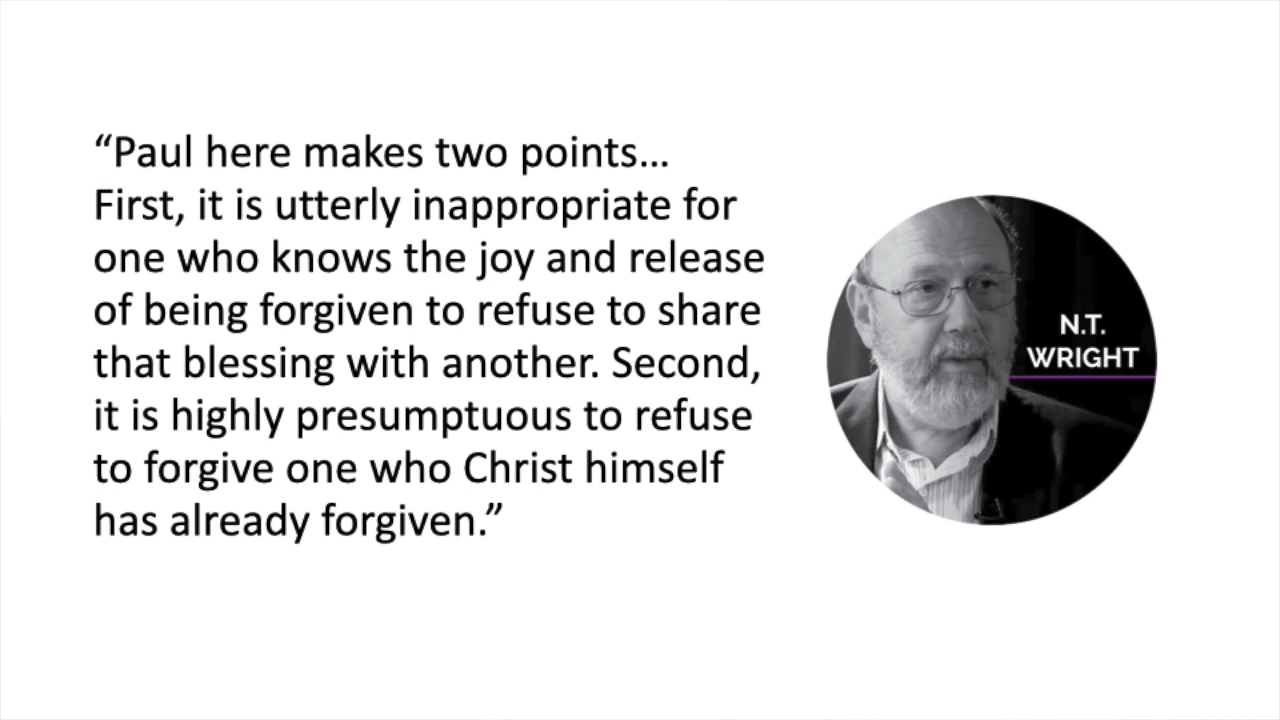 “Paul here makes two points…
First, it is utterly inappropriate for
one who knows the joy and release
of being forgiven to refuse to share
that blessing with another. Second,
it is highly presumptuous to refuse
to forgive one who Christ himself
has already forgiven.”
N.T.
WRIGHT